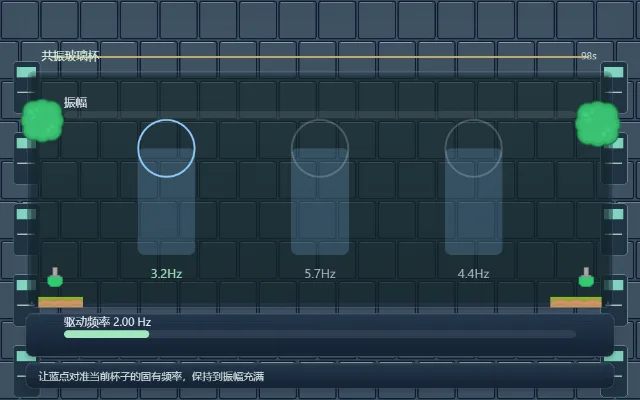 共振玻璃杯
98s
振幅
3.2Hz
5.7Hz
4.4Hz
驱动频率 2.00 Hz
让蓝点对准当前杯子的固有频率，保持到振幅充满